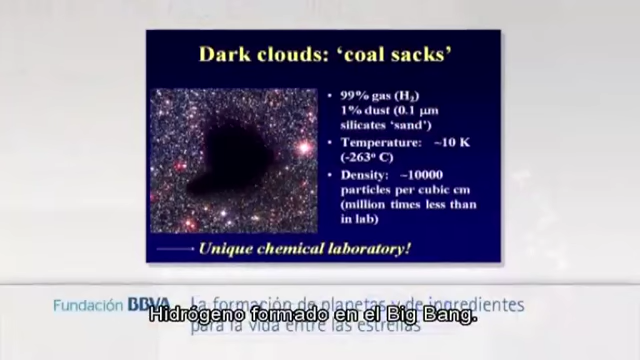 Dark clouds: ‘coal sacks’
• 99% gas (H₂)
1% dust (0.1 μm
silicates ‘sand’)
• Temperature: ~10 K
(-263º C)
• Density: ~10000
particles per cubic cm
(million times less than
in lab)
Unique chemical laboratory!
Fundación BBVA
La formación de planetas y de ingredientes
para la vida entre las estrellas
Hidrógeno formado en el Big Bang.